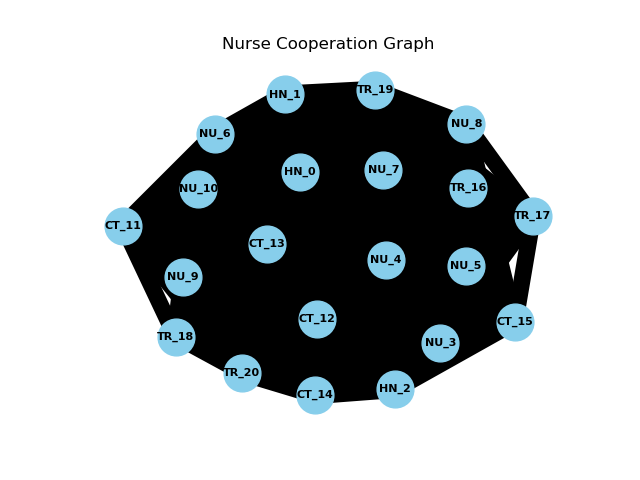 Nurse Cooperation Graph
HN_1
TR_19
NU_8
NU_6
HN_0
NU_7
NU_10
TR_16
TR_17
CT_11
CT_13
NU_4
NU_5
NU_9
CT_12
CT_15
TR_18
NU_3
TR_20
HN_2
CT_14